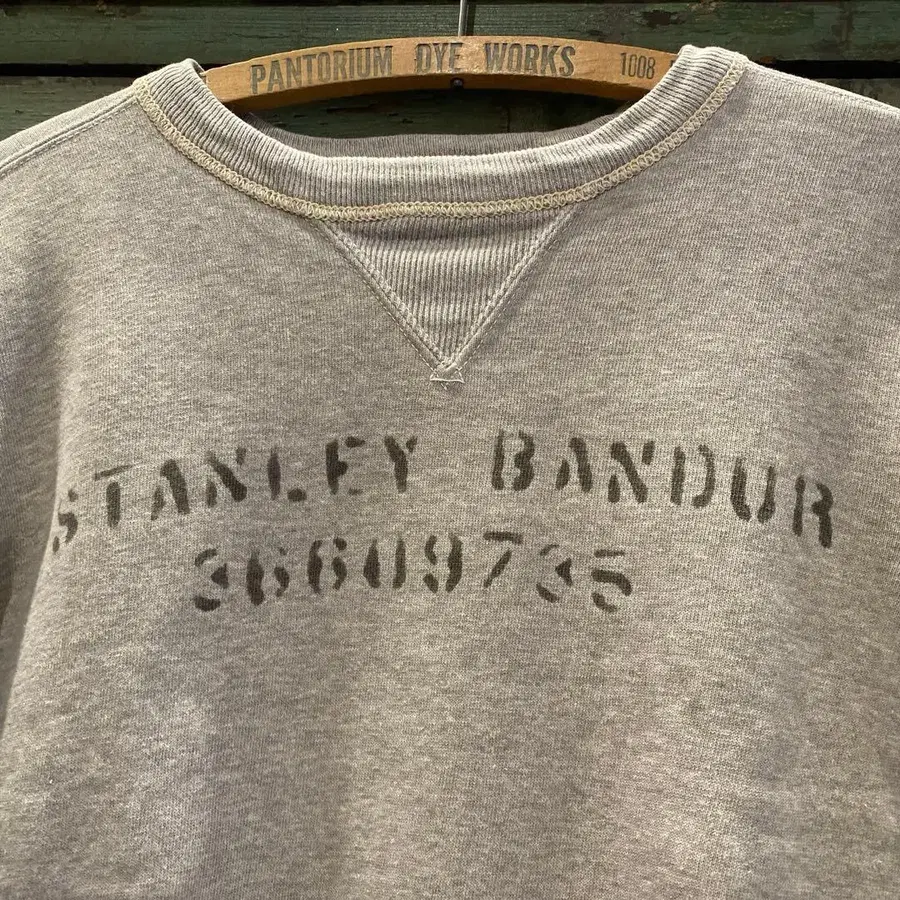 PANTORIUM DYE WORKS 1008
STANLEY BANDUR
36609735